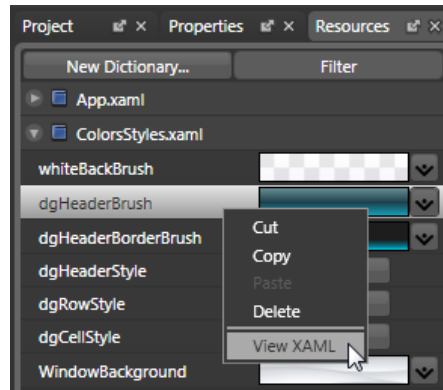 Project Properties Resources
New Dictionary... Filter
App.xaml
ColorsStyles.xaml
whiteBackBrush
dgHeaderBrush
Cut
dgHeaderBorderBrush
Copy
dgHeaderStyle
Paste
dgRowStyle
Delete
dgCellStyle
View XAML
WindowBackground